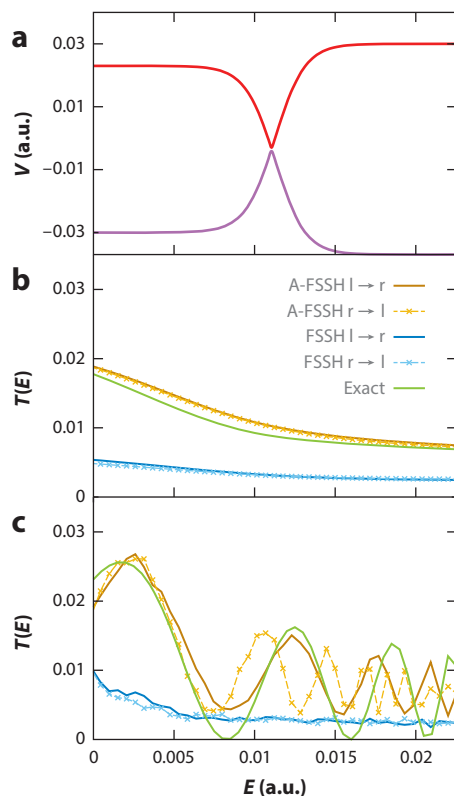 a
0.03
0.01
−0.01
−0.03
V (a.u.)
b
0.03
0.02
0.01
0
T(E)
A-FSSH l → r
A-FSSH r → l
FSSH l → r
FSSH r → l
Exact
c
0.03
0.02
0.01
0
T(E)
0
0.005
0.01
0.015
0.02
E (a.u.)